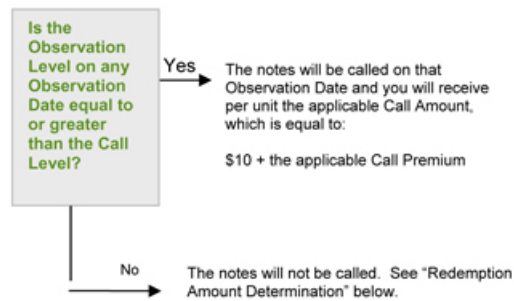 Is the
Observation
Level on any
Observation
Date equal to
or greater
than the Call
Level?
Yes
The notes will be called on that
Observation Date and you will receive
per unit the applicable Call Amount,
which is equal to:
$10 + the applicable Call Premium
No
The notes will not be called. See “Redemption
Amount Determination” below.